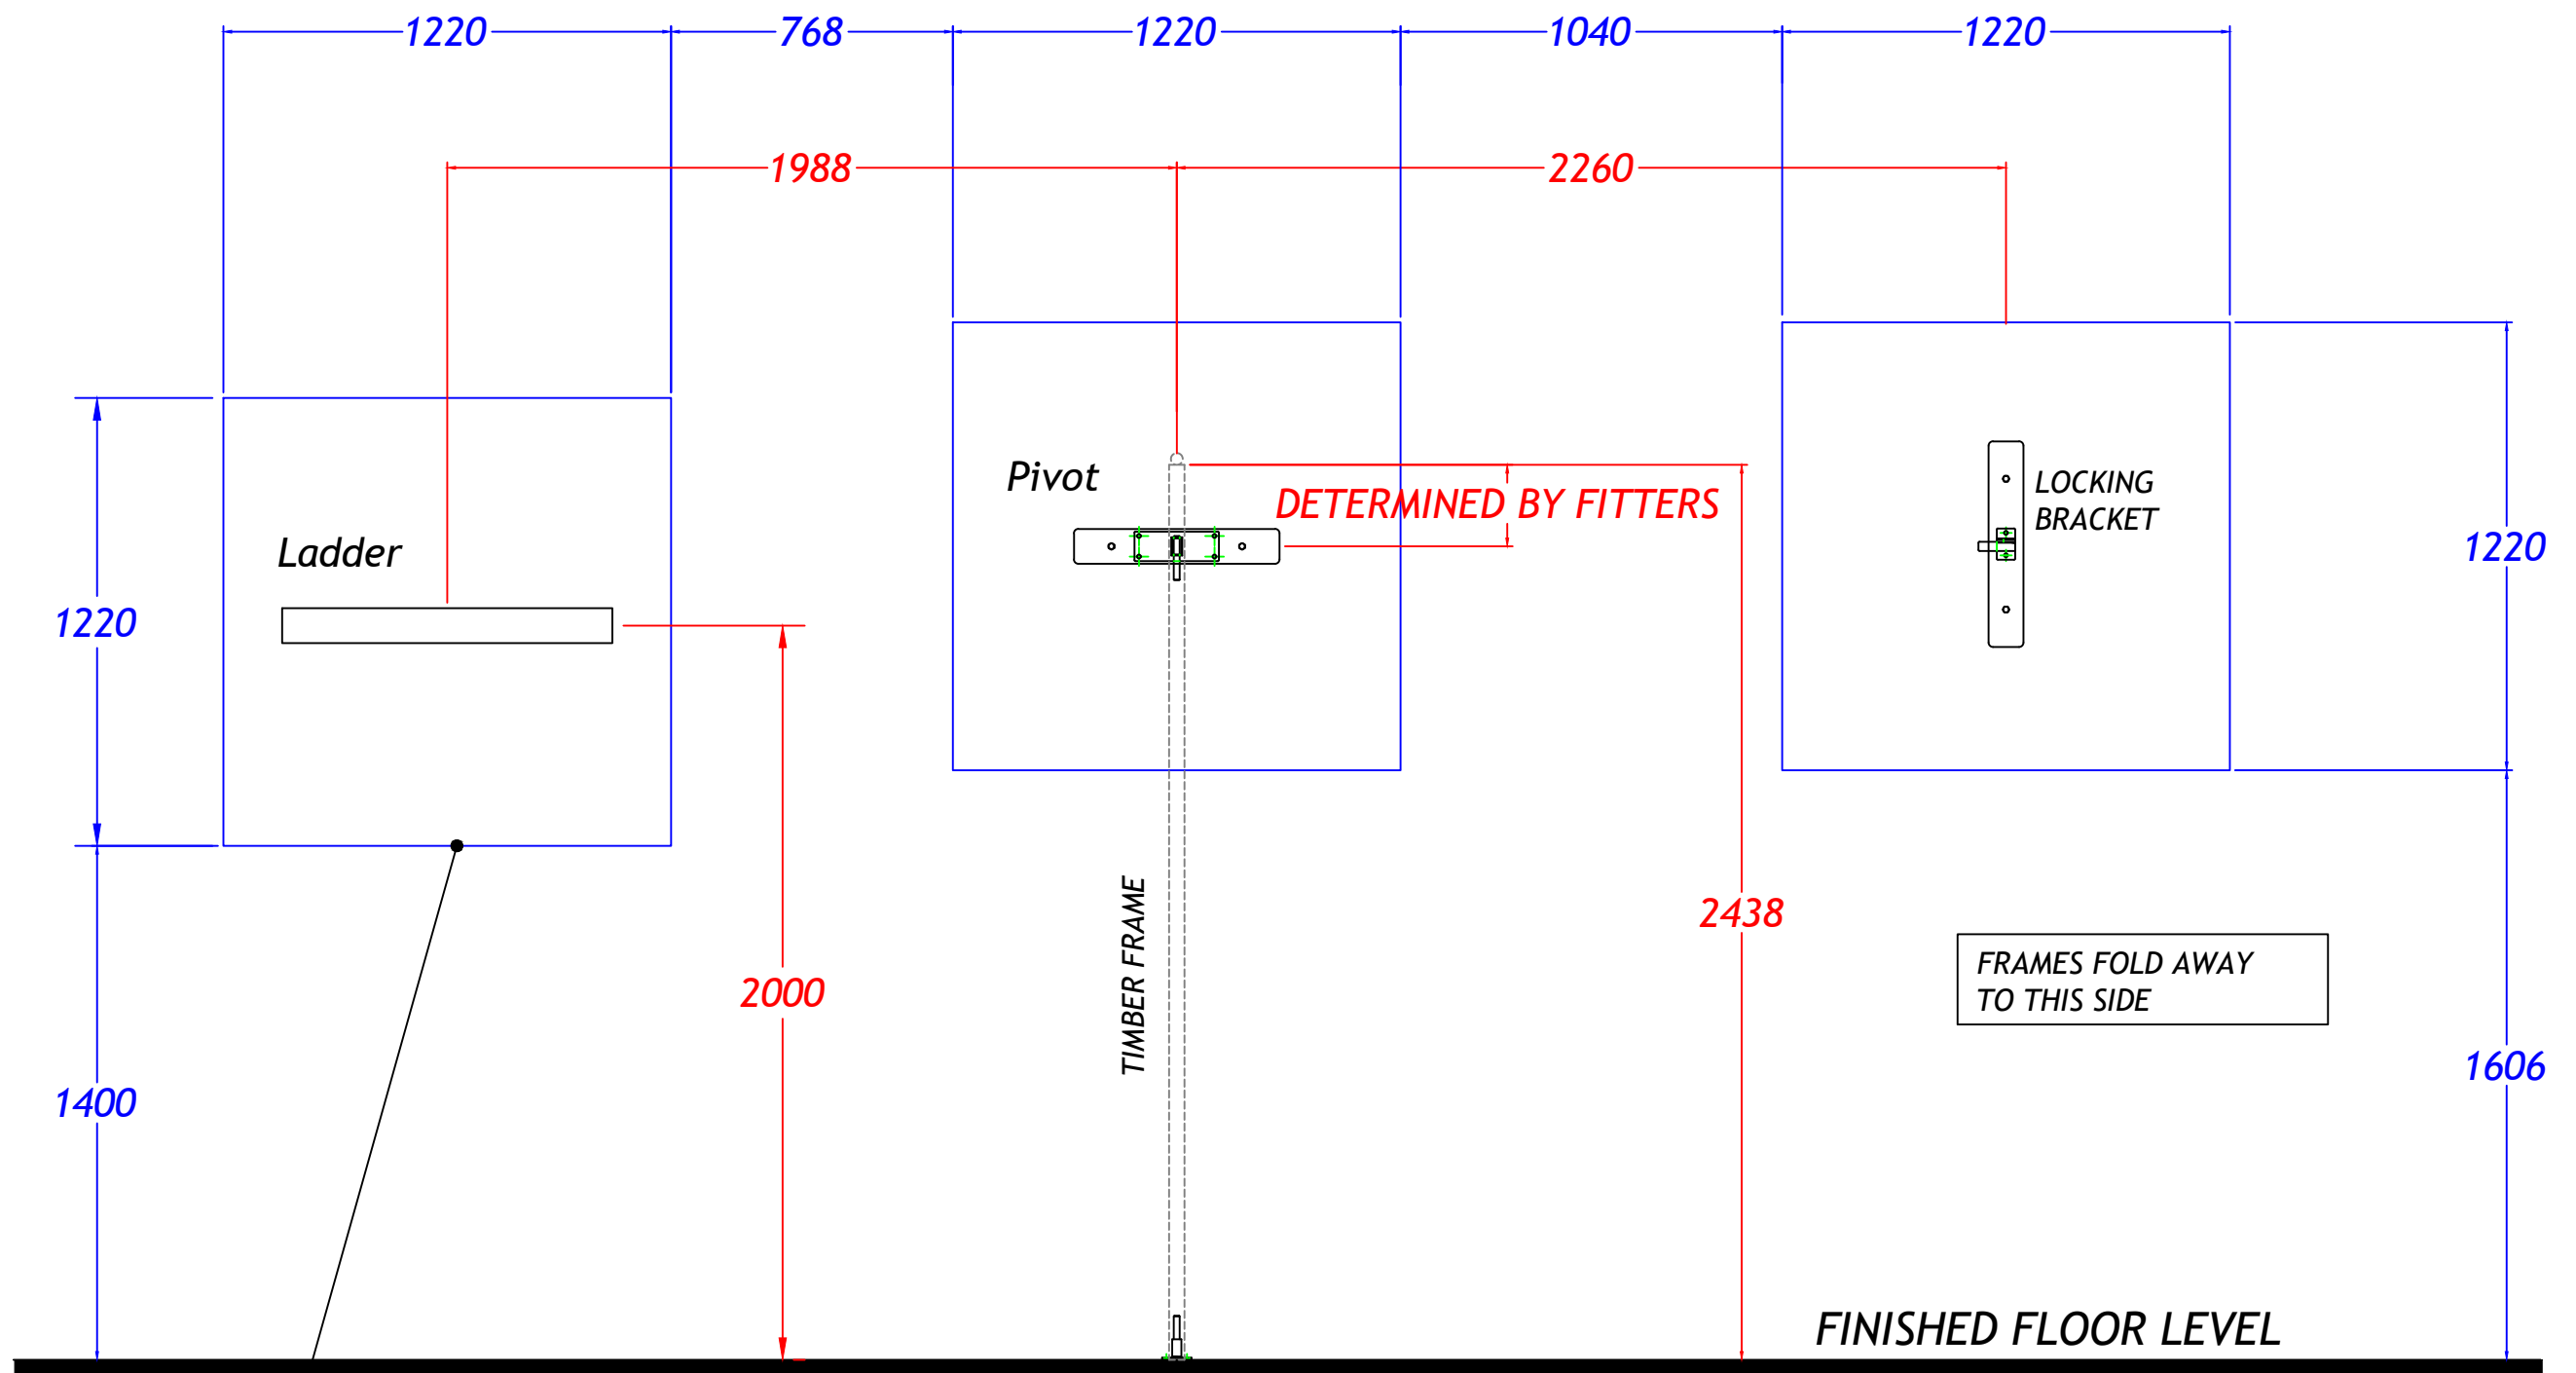 1220
768
1220
1040
1220
1988
2260
Pivot
DETERMINED BY FITTERS
LOCKING
BRACKET
Ladder
1220
1220
2438
TIMBER FRAME
FRAMES FOLD AWAY
TO THIS SIDE
2000
1400
1606
FINISHED FLOOR LEVEL